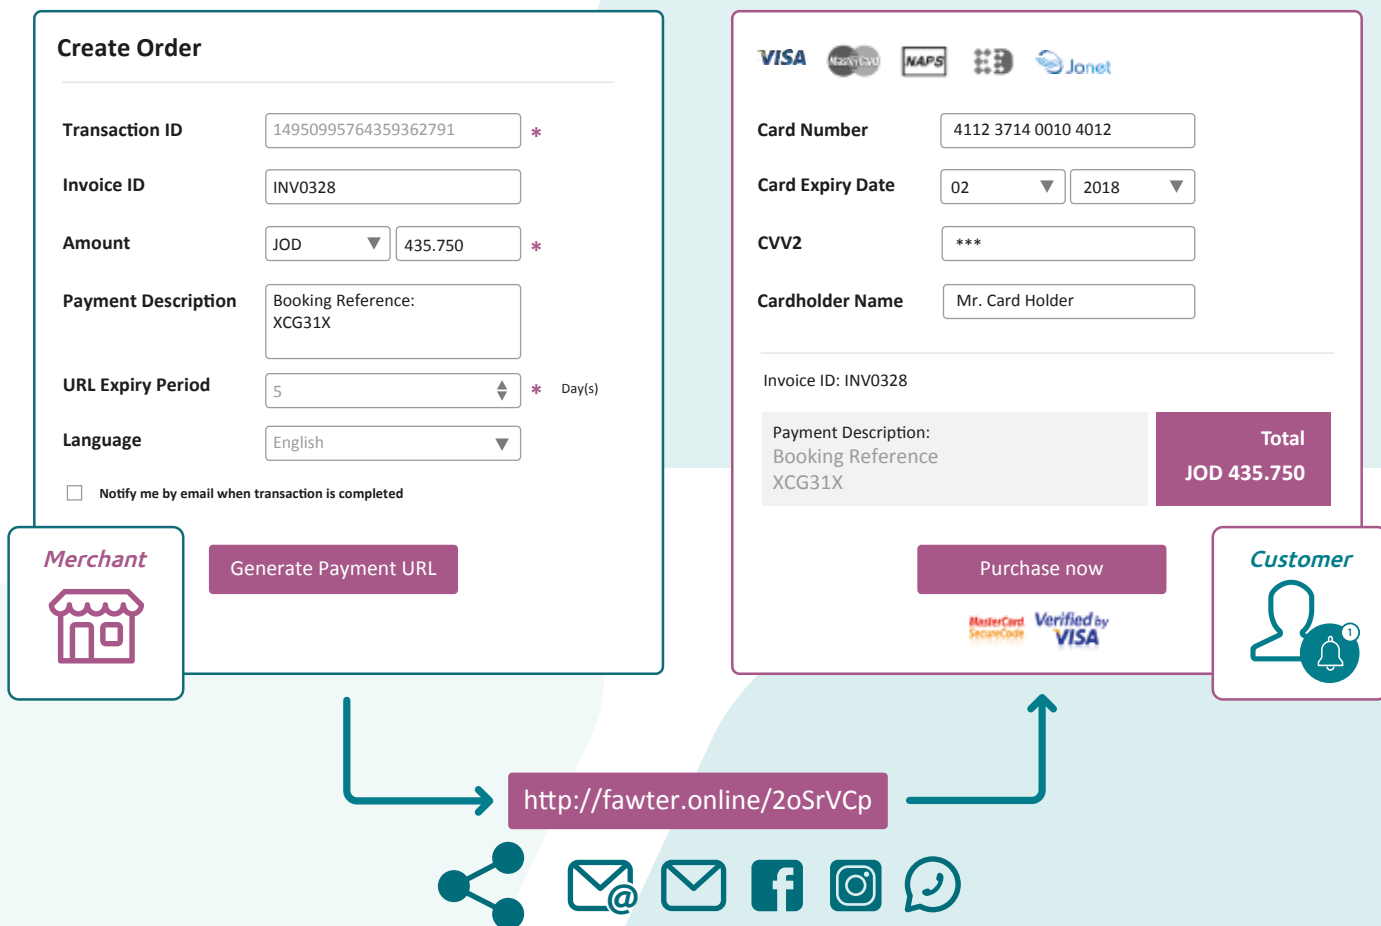 Create Order
Transaction ID
14950995764359362791
*
Invoice ID
INV0328
Amount
JOD
435.750
*
Payment Description
Booking Reference:
XCG31X
URL Expiry Period
5
*
Day(s)
Language
English
Notify me by email when transaction is completed
Generate Payment URL
Merchant
VISA
MasterCard
NAPS
Jonet
Card Number
4112 3714 0010 4012
Card Expiry Date
02
2018
CVV2
***
Cardholder Name
Mr. Card Holder
Invoice ID: INV0328
Payment Description:
Booking Reference
XCG31X
Total
JOD 435.750
Purchase now
MasterCard
SecureCode
Verified by
VISA
Customer
1
http://fawter.online/2oSrVCp
@